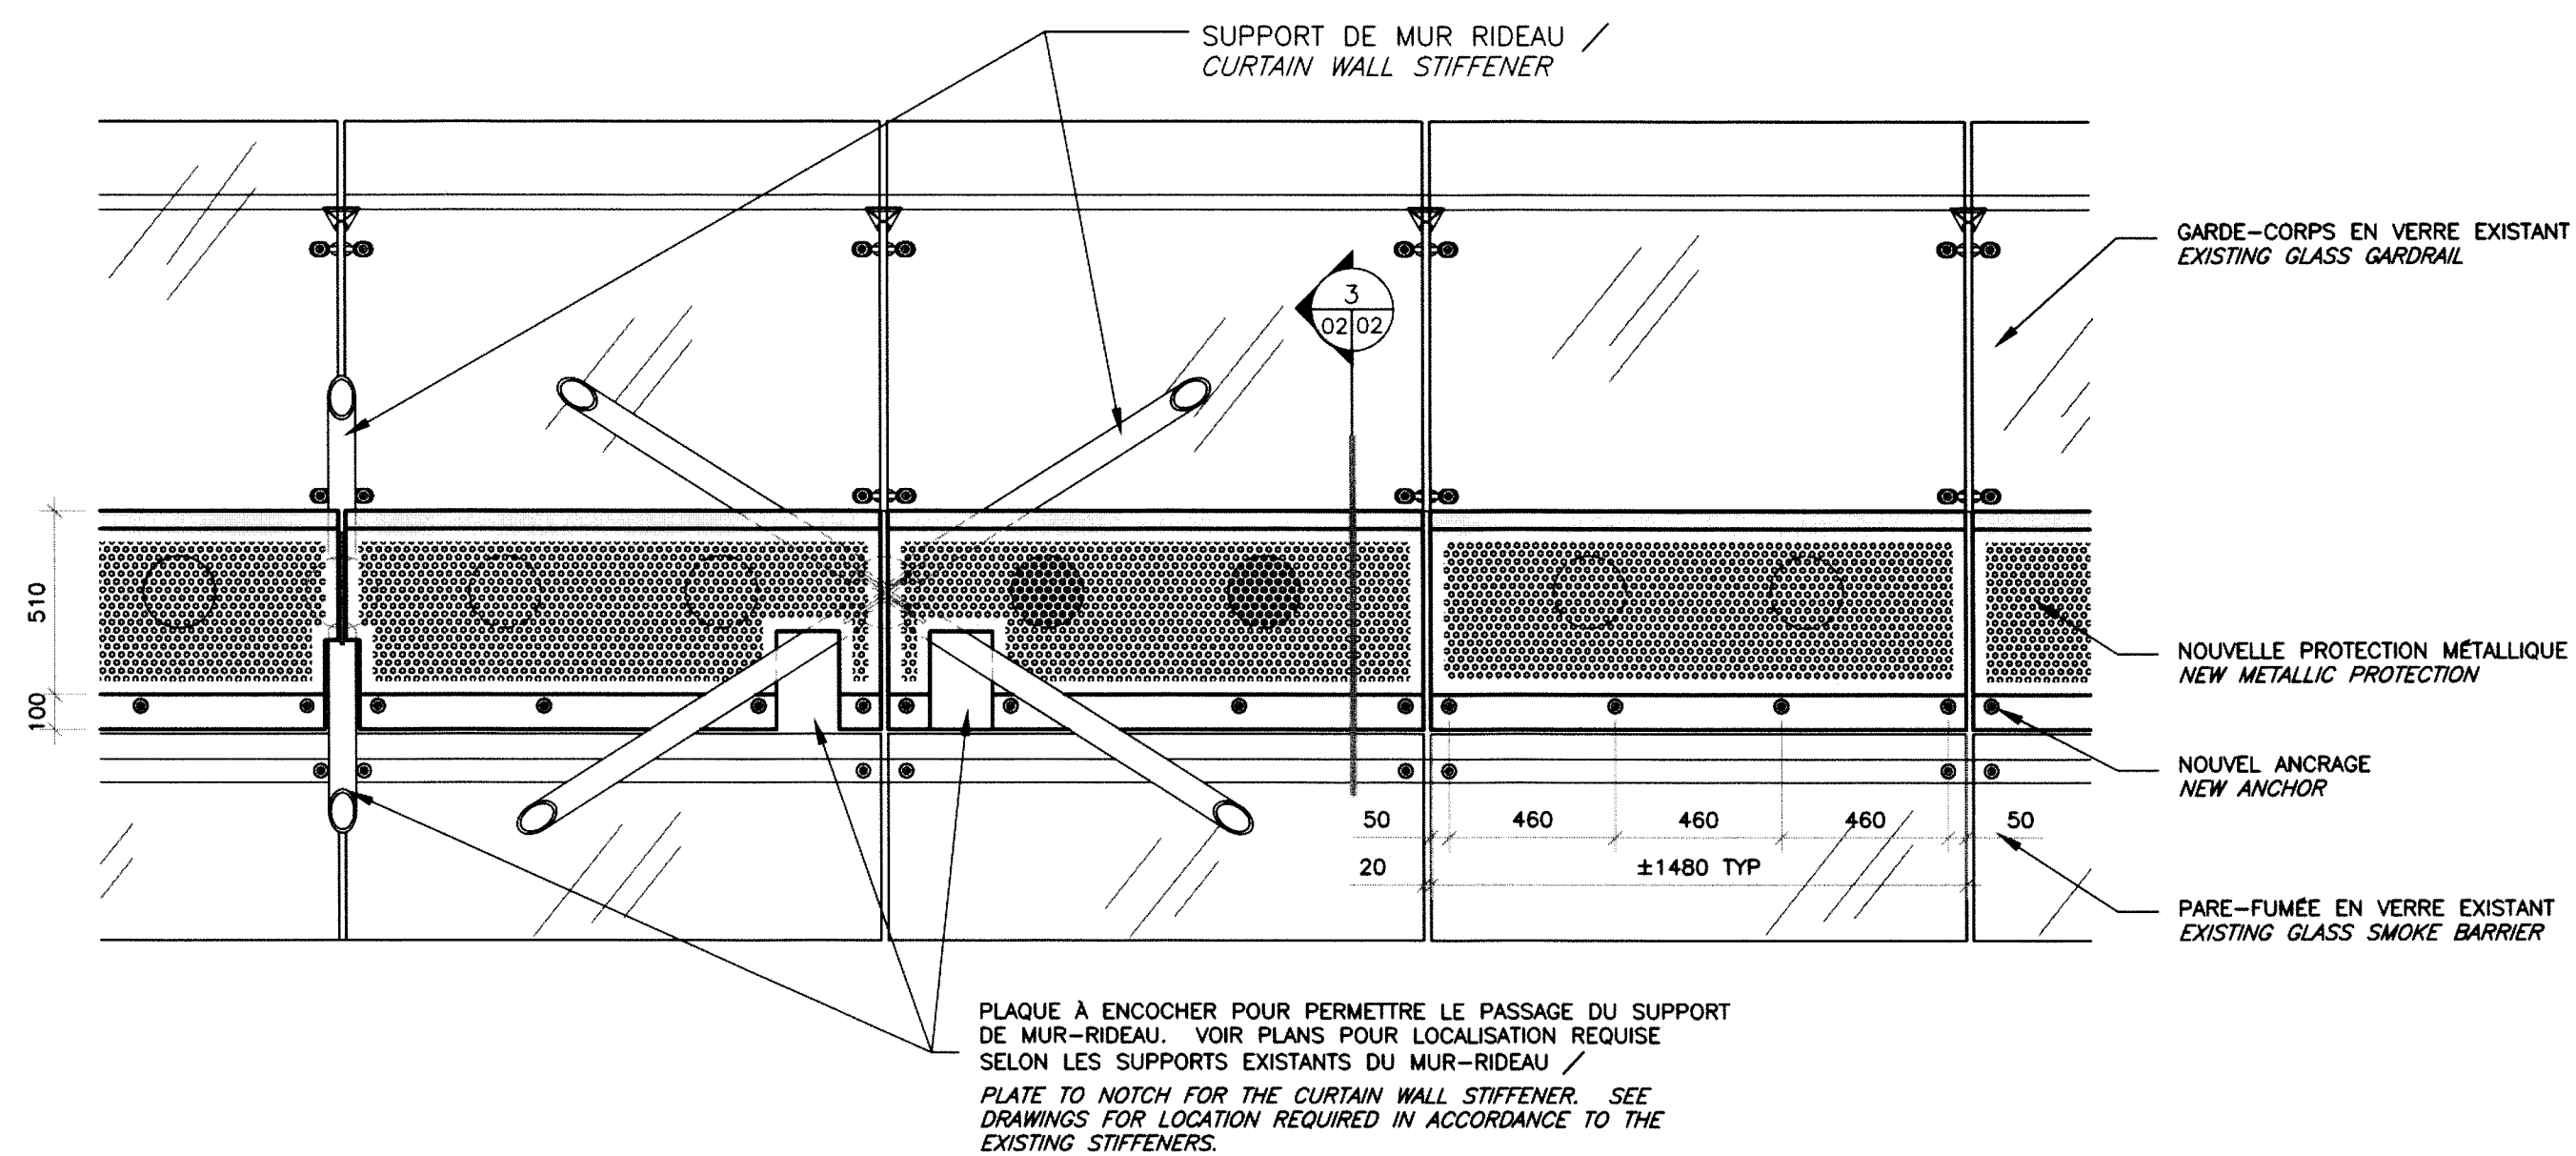 SUPPORT DE MUR RIDEAU /
CURTAIN WALL STIFFENER
GARDE-CORPS EN VERRE EXISTANT
EXISTING GLASS GARDRAIL
3
02 02
510
100
NOUVELLE PROTECTION MÉTALLIQUE
NEW METALLIC PROTECTION
NOUVEL ANCRAGE
NEW ANCHOR
50 460 460 460 50
20 ±1480 TYP
PARE-FUMÉE EN VERRE EXISTANT
EXISTING GLASS SMOKE BARRIER
PLAQUE À ENCOCHER POUR PERMETTRE LE PASSAGE DU SUPPORT
DE MUR-RIDEAU. VOIR PLANS POUR LOCALISATION REQUISE
SELON LES SUPPORTS EXISTANTS DU MUR-RIDEAU /
PLATE TO NOTCH FOR THE CURTAIN WALL STIFFENER. SEE
DRAWINGS FOR LOCATION REQUIRED IN ACCORDANCE TO THE
EXISTING STIFFENERS.